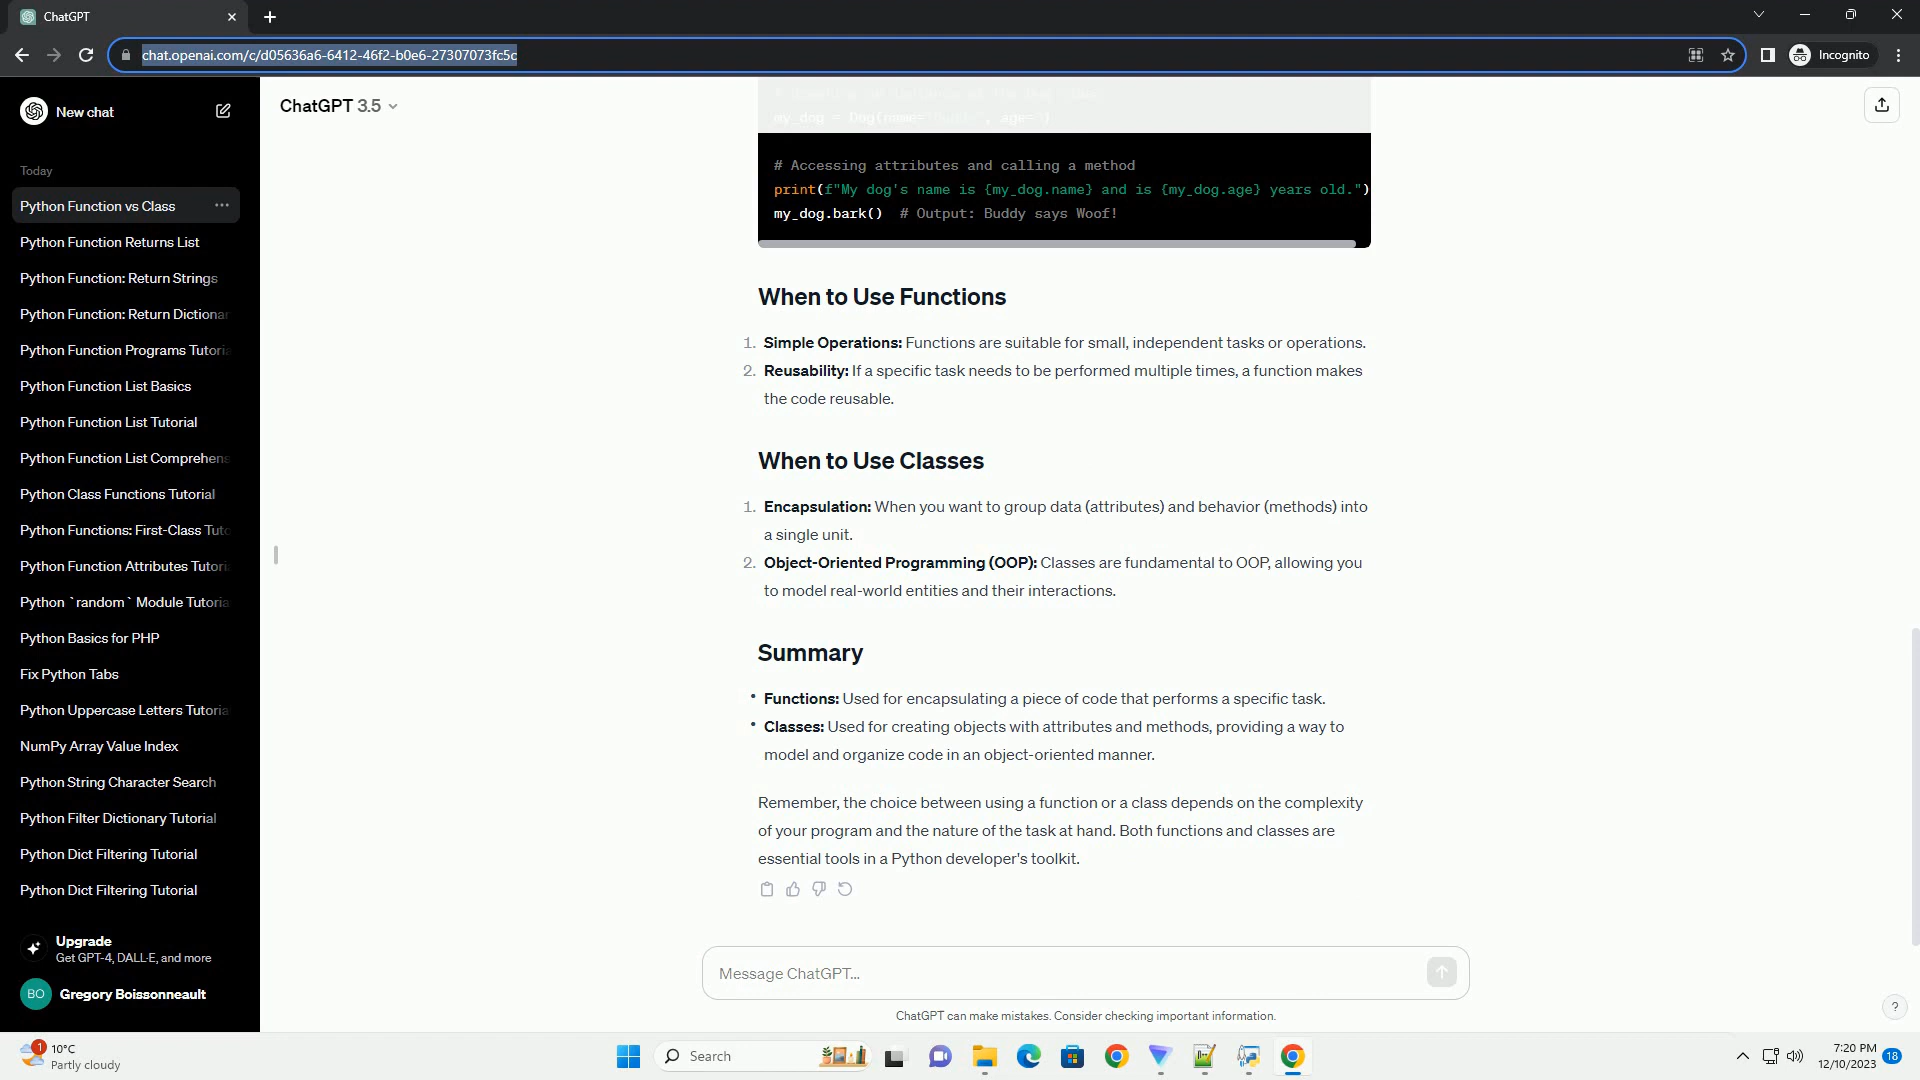 ChatGPT
chat.openai.com/c/d05636a6-6412-46f2-b0e6-27307073fc5c
Incognito
New chat
Today
Python Function vs Class
Python Function Returns List
Python Function: Return Strings
Python Function: Return Dictionar
Python Function Programs Tutoria
Python Function List Basics
Python Function List Tutorial
Python Function List Comprehens
Python Class Functions Tutorial
Python Functions: First-Class Tuto
Python Function Attributes Tutori
Python `random` Module Tutoria
Python Basics for PHP
Fix Python Tabs
Python Uppercase Letters Tutoria
NumPy Array Value Index
Python String Character Search
Python Filter Dictionary Tutorial
Python Dict Filtering Tutorial
Python Dict Filtering Tutorial
Upgrade
Get GPT-4, DALL·E, and more
BO
Gregory Boissonneault
ChatGPT 3.5
my_dog = Dog(name= , age= )
# Accessing attributes and calling a method
print(f"My dog's name is {my_dog.name} and is {my_dog.age} years old.")
my_dog.bark()  # Output: Buddy says Woof!
When to Use Functions
1. Simple Operations: Functions are suitable for small, independent tasks or operations.
2. Reusability: If a specific task needs to be performed multiple times, a function makes
the code reusable.
When to Use Classes
1. Encapsulation: When you want to group data (attributes) and behavior (methods) into
a single unit.
2. Object-Oriented Programming (OOP): Classes are fundamental to OOP, allowing you
to model real-world entities and their interactions.
Summary
• Functions: Used for encapsulating a piece of code that performs a specific task.
• Classes: Used for creating objects with attributes and methods, providing a way to
model and organize code in an object-oriented manner.
Remember, the choice between using a function or a class depends on the complexity
of your program and the nature of the task at hand. Both functions and classes are
essential tools in a Python developer's toolkit.
Message ChatGPT...
ChatGPT can make mistakes. Consider checking important information.
?
1
10°C
Partly cloudy
Search
7:20 PM
12/10/2023
18